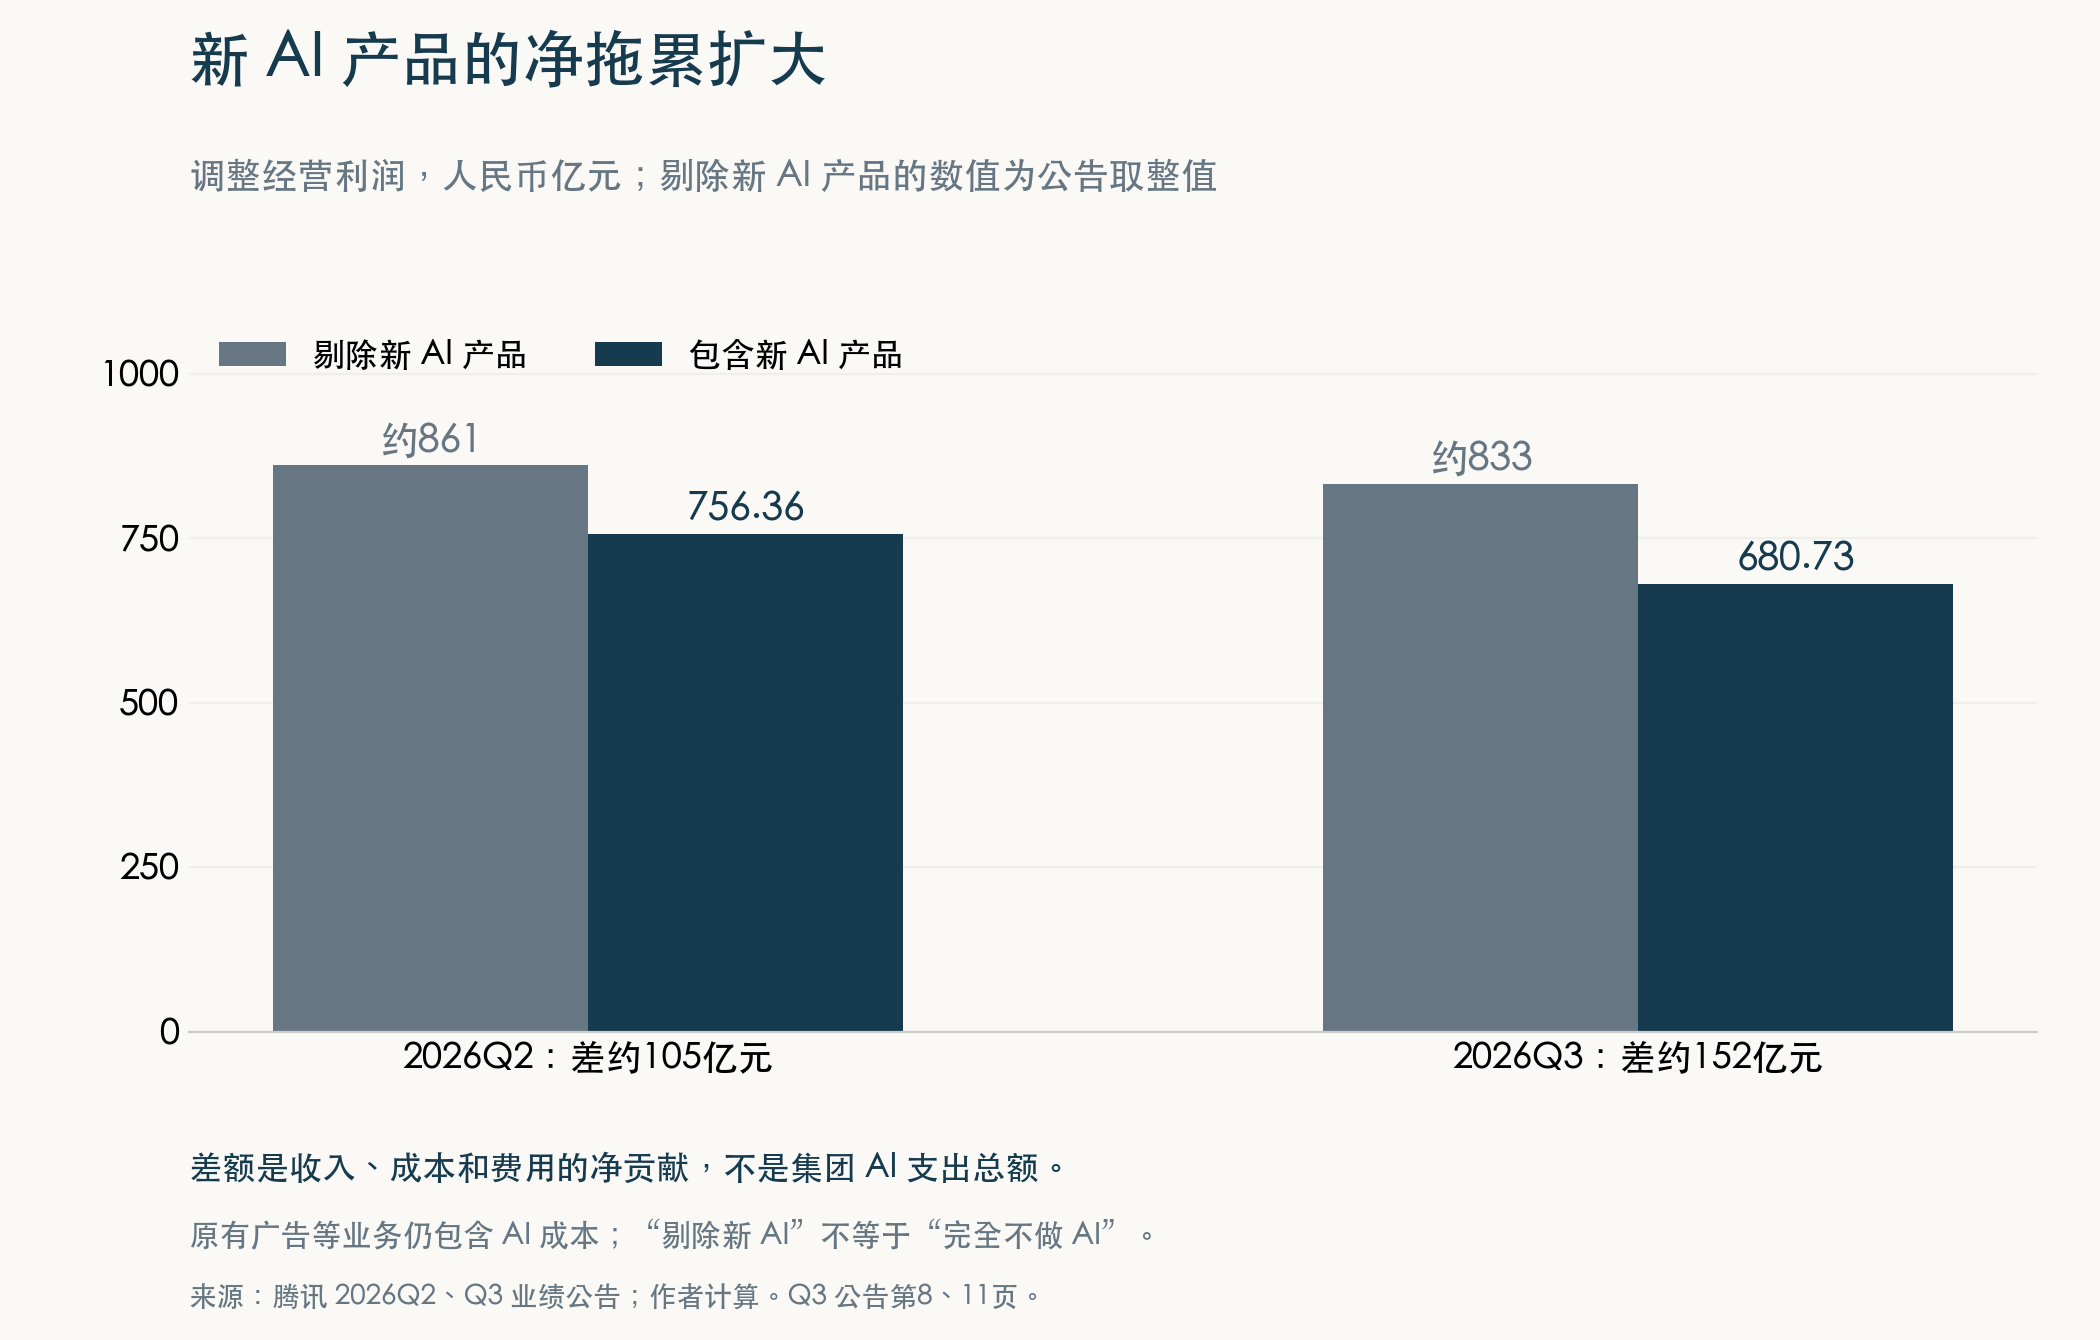 新 AI 产品的净拖累扩大
调整经营利润，人民币亿元；剔除新 AI 产品的数值为公告取整值
剔除新 AI 产品
包含新 AI 产品
1000
750
500
250
0
约861
756.36
约833
680.73
2026Q2：差约105亿元
2026Q3：差约152亿元
差额是收入、成本和费用的净贡献，不是集团 AI 支出总额。
原有广告等业务仍包含 AI 成本；“剔除新 AI”不等于“完全不做 AI”。
来源：腾讯 2026Q2、Q3 业绩公告；作者计算。Q3 公告第8、11页。